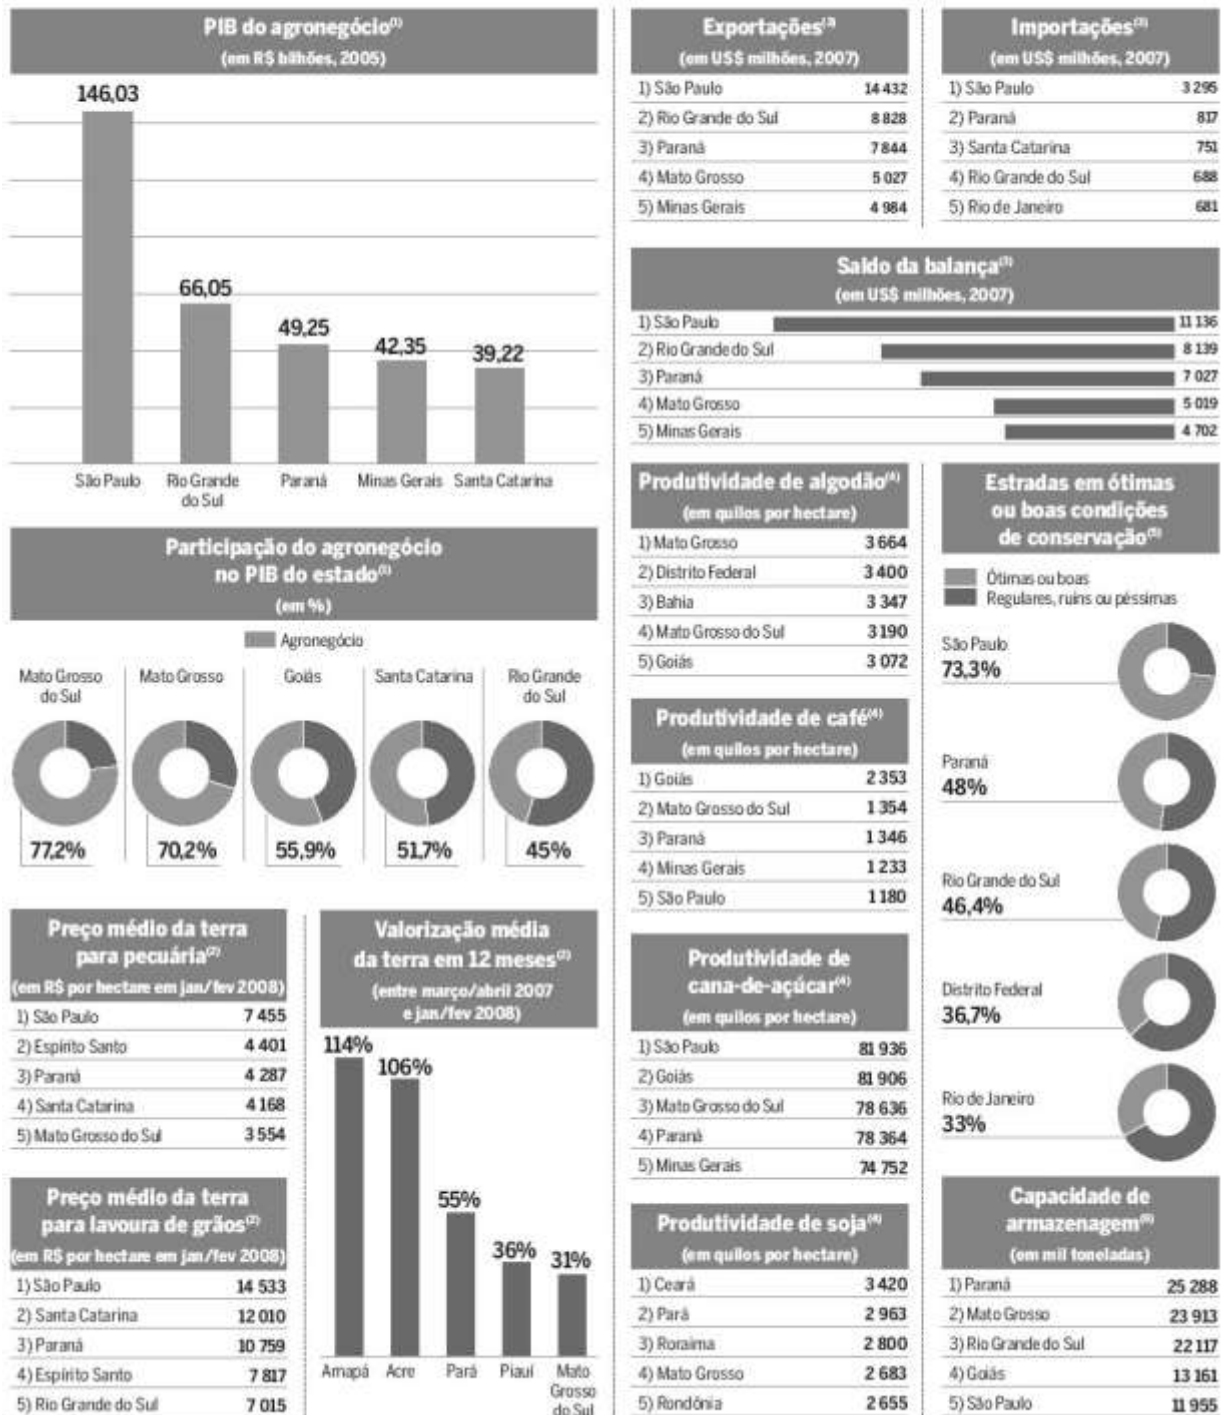 PIB do agronegócio(1)
(em R$ bilhões, 2005)
146,03
66,05
49,25
42,35
39,22
São Paulo
Rio Grande
do Sul
Paraná
Minas Gerais
Santa Catarina
Participação do agronegócio
no PIB do estado(1)
(em %)
Agronegócio
Mato Grosso
do Sul
Mato Grosso
Goiás
Santa Catarina
Rio Grande
do Sul
77,2%
70,2%
55,9%
51,7%
45%
Preço médio da terra
para pecuária(2)
(em R$ por hectare em jan/fev 2008)
1) São Paulo 7 455
2) Espírito Santo 4 401
3) Paraná 4 287
4) Santa Catarina 4 168
5) Mato Grosso do Sul 3 554
Preço médio da terra
para lavoura de grãos(2)
(em R$ por hectare em jan/fev 2008)
1) São Paulo 14 533
2) Santa Catarina 12 010
3) Paraná 10 759
4) Espírito Santo 7 817
5) Rio Grande do Sul 7 015
Valorização média
da terra em 12 meses(2)
(entre março/abril 2007
e jan/fev 2008)
114%
106%
55%
36%
31%
Amapá
Acre
Pará
Piauí
Mato
Grosso
do Sul
Exportações(3)
(em US$ milhões, 2007)
1) São Paulo 14 432
2) Rio Grande do Sul 8 828
3) Paraná 7 844
4) Mato Grosso 5 027
5) Minas Gerais 4 984
Importações(3)
(em US$ milhões, 2007)
1) São Paulo 3 295
2) Paraná 817
3) Santa Catarina 751
4) Rio Grande do Sul 688
5) Rio de Janeiro 681
Saldo da balança(3)
(em US$ milhões, 2007)
1) São Paulo 11 136
2) Rio Grande do Sul 8 139
3) Paraná 7 027
4) Mato Grosso 5 019
5) Minas Gerais 4 702
Produtividade de algodão(4)
(em quilos por hectare)
1) Mato Grosso 3 664
2) Distrito Federal 3 400
3) Bahia 3 347
4) Mato Grosso do Sul 3 190
5) Goiás 3 072
Produtividade de café(4)
(em quilos por hectare)
1) Goiás 2 353
2) Mato Grosso do Sul 1 354
3) Paraná 1 346
4) Minas Gerais 1 233
5) São Paulo 1 180
Produtividade de
cana-de-açúcar(4)
(em quilos por hectare)
1) São Paulo 81 936
2) Goiás 81 906
3) Mato Grosso do Sul 78 636
4) Paraná 78 364
5) Minas Gerais 74 752
Produtividade de soja(4)
(em quilos por hectare)
1) Ceará 3 420
2) Pará 2 963
3) Roraima 2 800
4) Mato Grosso 2 683
5) Rondônia 2 655
Estradas em ótimas
ou boas condições
de conservação(5)
Ótimas ou boas
Regulares, ruins ou péssimas
São Paulo
73,3%
Paraná
48%
Rio Grande do Sul
46,4%
Distrito Federal
36,7%
Rio de Janeiro
33%
Capacidade de
armazenagem(6)
(em mil toneladas)
1) Paraná 25 288
2) Mato Grosso 23 913
3) Rio Grande do Sul 22 117
4) Goiás 13 161
5) São Paulo 11 955